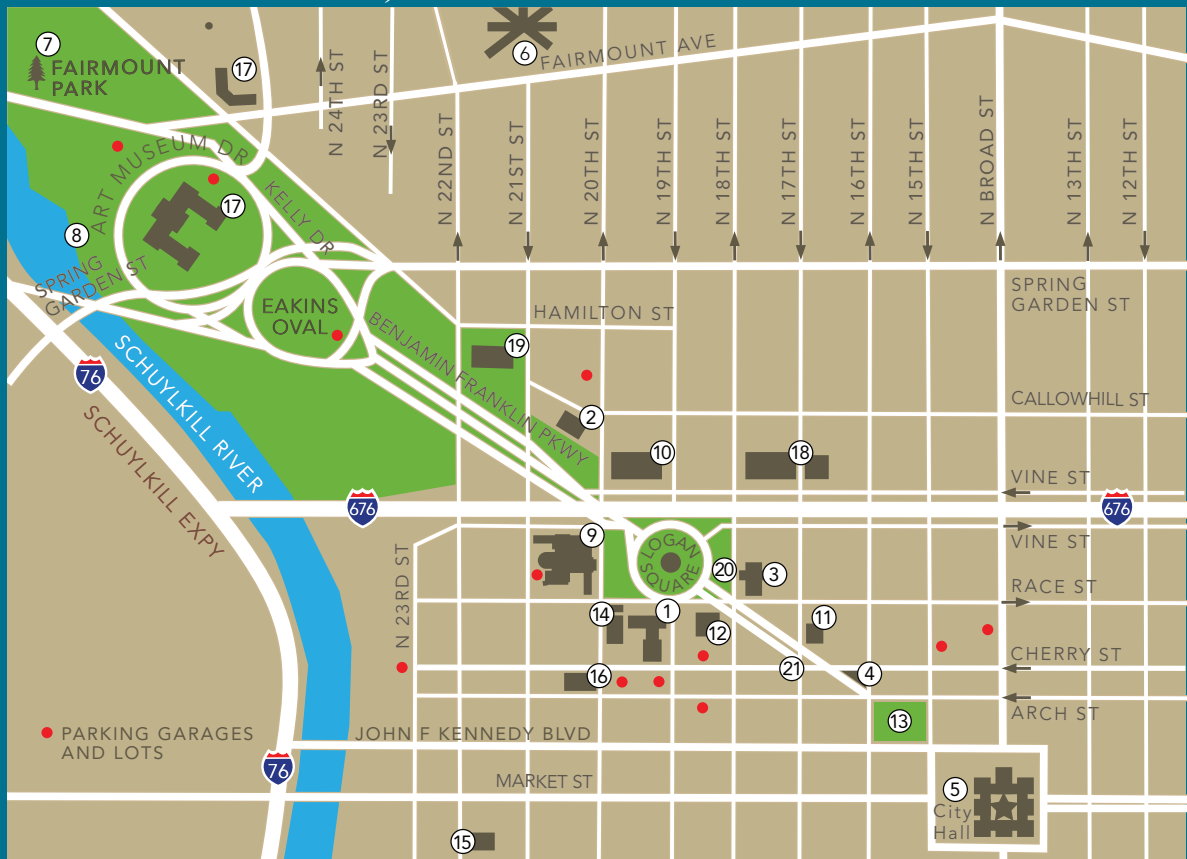 7
FAIRMOUNT
PARK
17
6
FAIRMOUNT AVE
N 24TH ST
N 23RD ST
N 22ND ST
N 21ST ST
N 20TH ST
N 19TH ST
N 18TH ST
N 17TH ST
N 16TH ST
N 15TH ST
N BROAD ST
N 13TH ST
N 12TH ST
ART MUSEUM DR
KELLY DR
17
8
SPRING
GARDEN ST
EAKINS
OVAL
SPRING
GARDEN ST
HAMILTON ST
BENJAMIN FRANKLIN PKWY
19
76
SCHUYLKILL RIVER
SCHUYLKILL EXPY
2
CALLOWHILL ST
10
18
VINE ST
676
676
VINE ST
9
LOGAN
SQUARE
20
3
N 23RD ST
RACE ST
14
1
12
11
CHERRY ST
16
21
4
ARCH ST
13
PARKING GARAGES
AND LOTS
JOHN F KENNEDY BLVD
76
MARKET ST
5
City
Hall
15